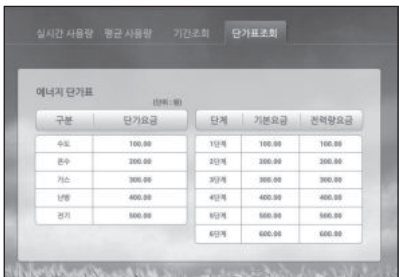 실시간 사용량 평균 사용량 기간조회 단가표조회
에너지 단가표
(단위 : 원)
구분 단가요금
수도 100.00
온수 200.00
가스 300.00
난방 400.00
전기 500.00
단계 기본요금 전력량요금
1단계 100.00 100.00
2단계 200.00 200.00
3단계 300.00 300.00
4단계 400.00 400.00
5단계 500.00 500.00
6단계 600.00 600.00